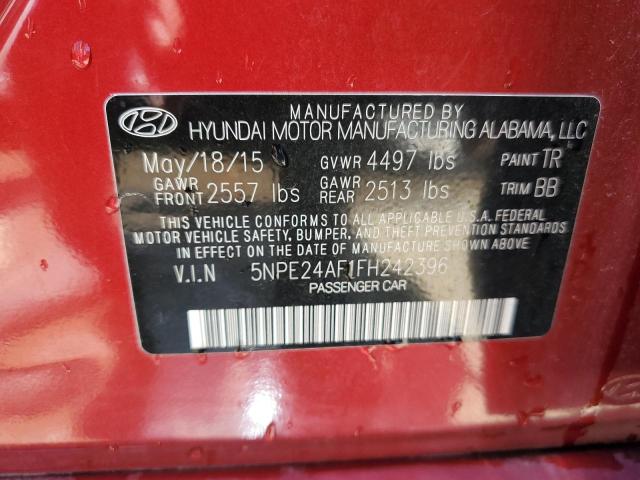 MANUFACTURED BY
HYUNDAI MOTOR MANUFACTURING ALABAMA, LLC
May/18/15 GVWR 4497 lbs PAINT TR
GAWR FRONT 2557 lbs GAWR REAR 2513 lbs TRIM BB
THIS VEHICLE CONFORMS TO ALL APPLICABLE U.S.A. FEDERAL
MOTOR VEHICLE SAFETY, BUMPER, AND THEFT PREVENTION STANDARDS
IN EFFECT ON THE DATE OF MANUFACTURE SHOWN ABOVE.
V.I.N 5NPE24AF1FH242396
PASSENGER CAR